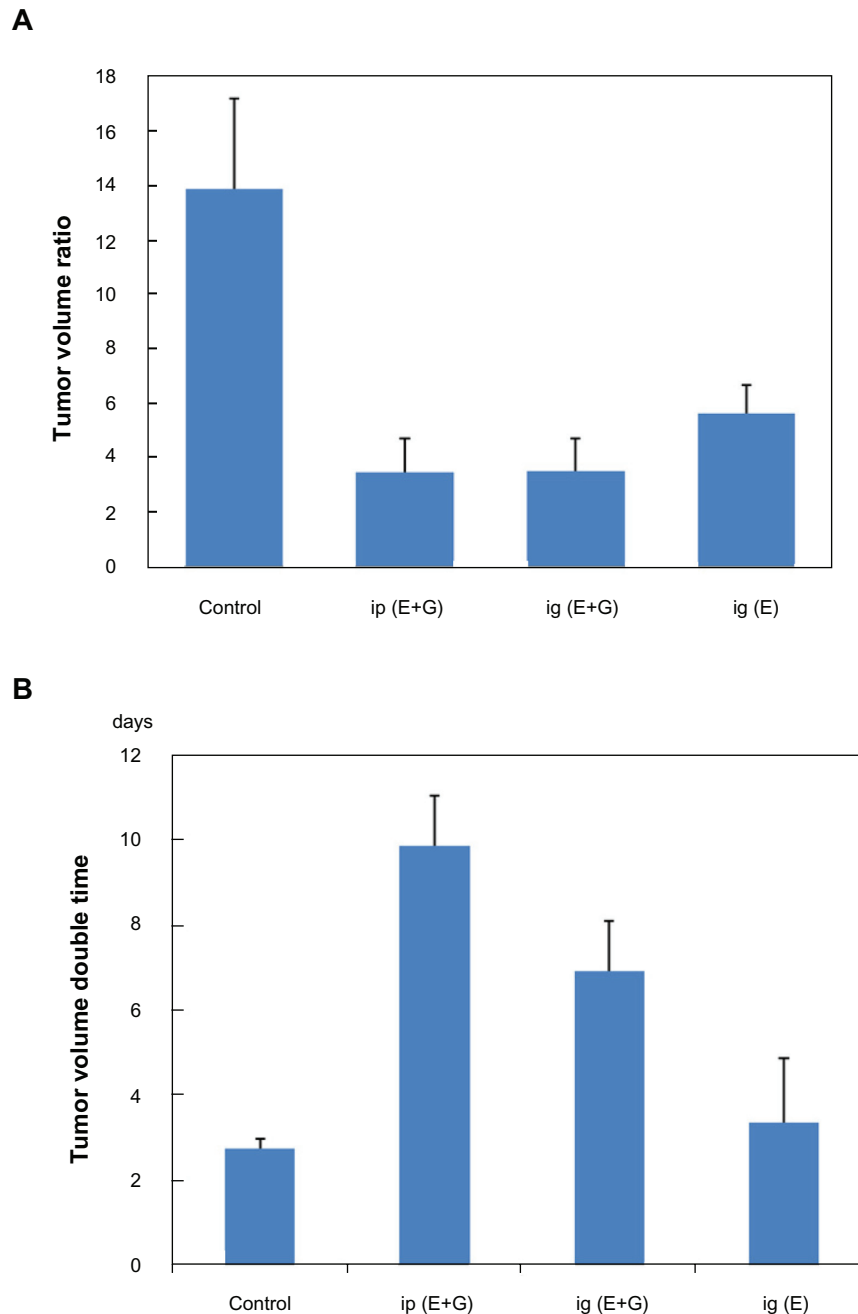 A
18
16
14
12
10
8
6
4
2
0
Tumor volume ratio
Control ip (E+G) ig (E+G) ig (E)
B
days
12
10
8
6
4
2
0
Tumor volume double time
Control ip (E+G) ig (E+G) ig (E)